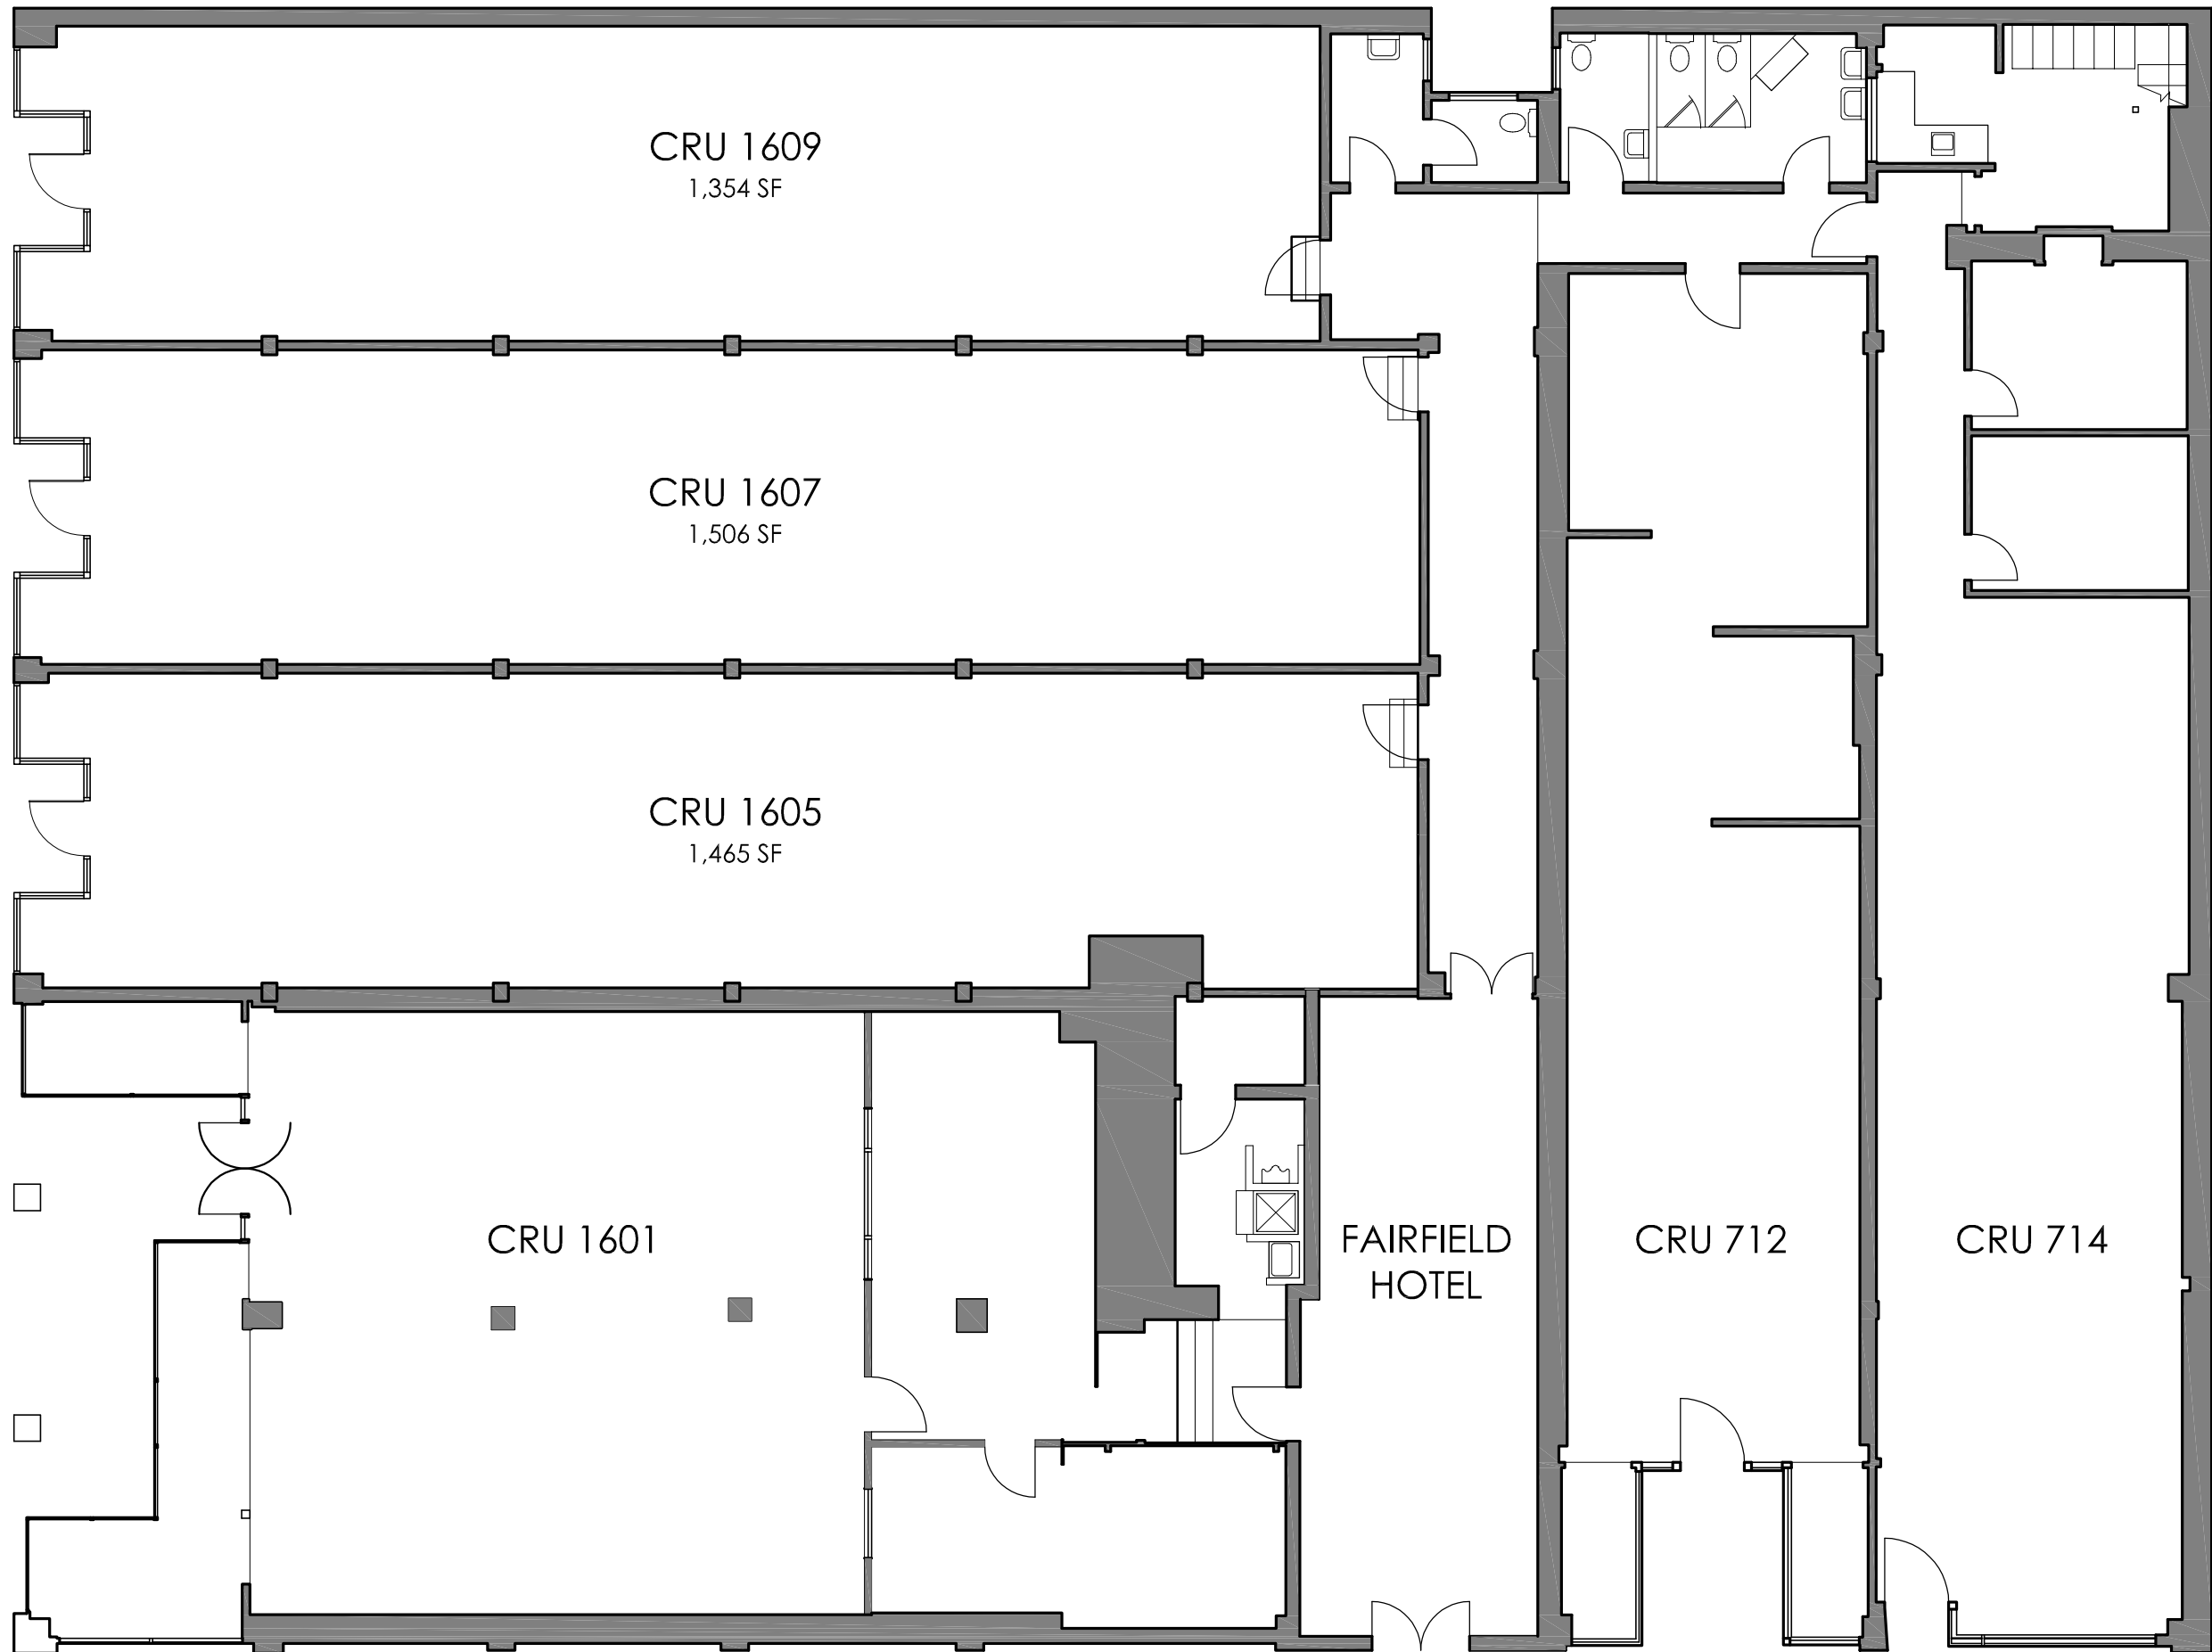 CRU 1609
1,354 SF
CRU 1607
1,506 SF
CRU 1605
1,465 SF
CRU 1601
FAIRFIELD
HOTEL
CRU 712
CRU 714